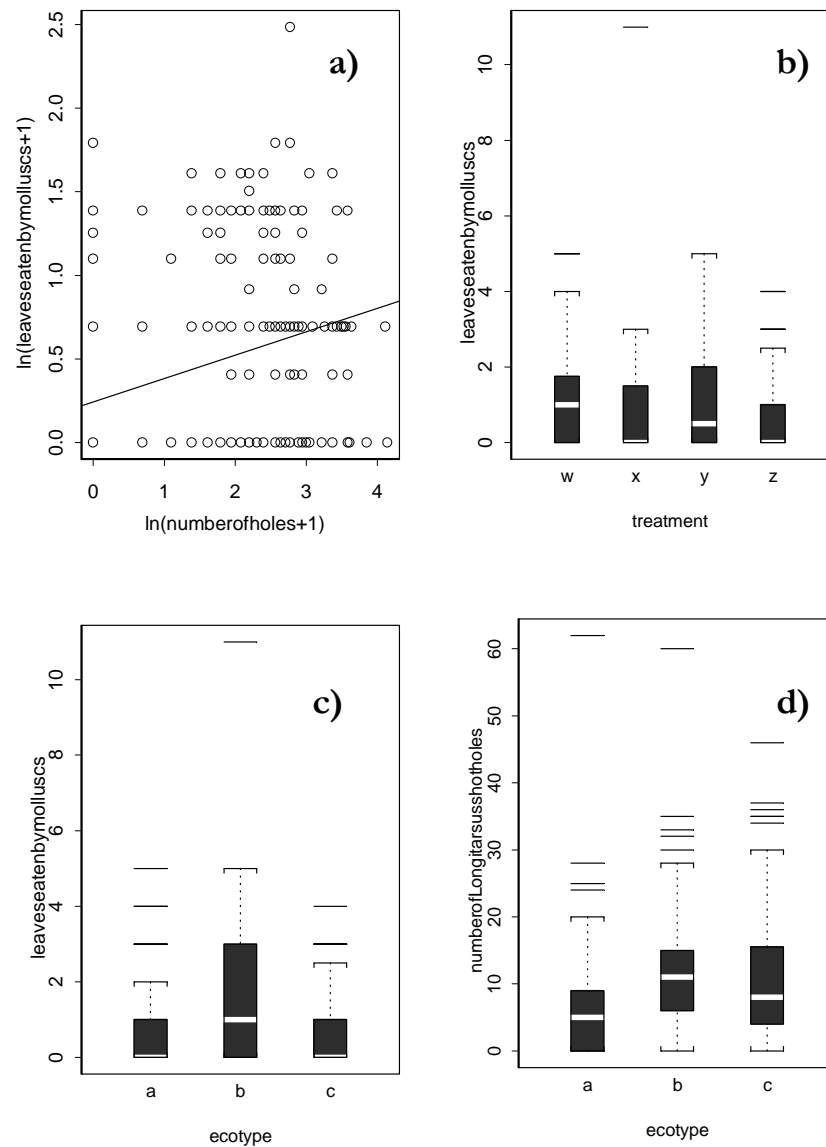 a)
ln(leaveseatenbymolluscs+1)
2.5
2.0
1.5
1.0
0.5
0.0
0 1 2 3 4
ln(numberofholes+1)
b)
leaveseatenbymolluscs
10
8
6
4
2
0
w x y z
treatment
c)
leaveseatenbymolluscs
10
8
6
4
2
0
a b c
ecotype
d)
numberofLongitarsusshotholes
60
50
40
30
20
10
0
a b c
ecotype